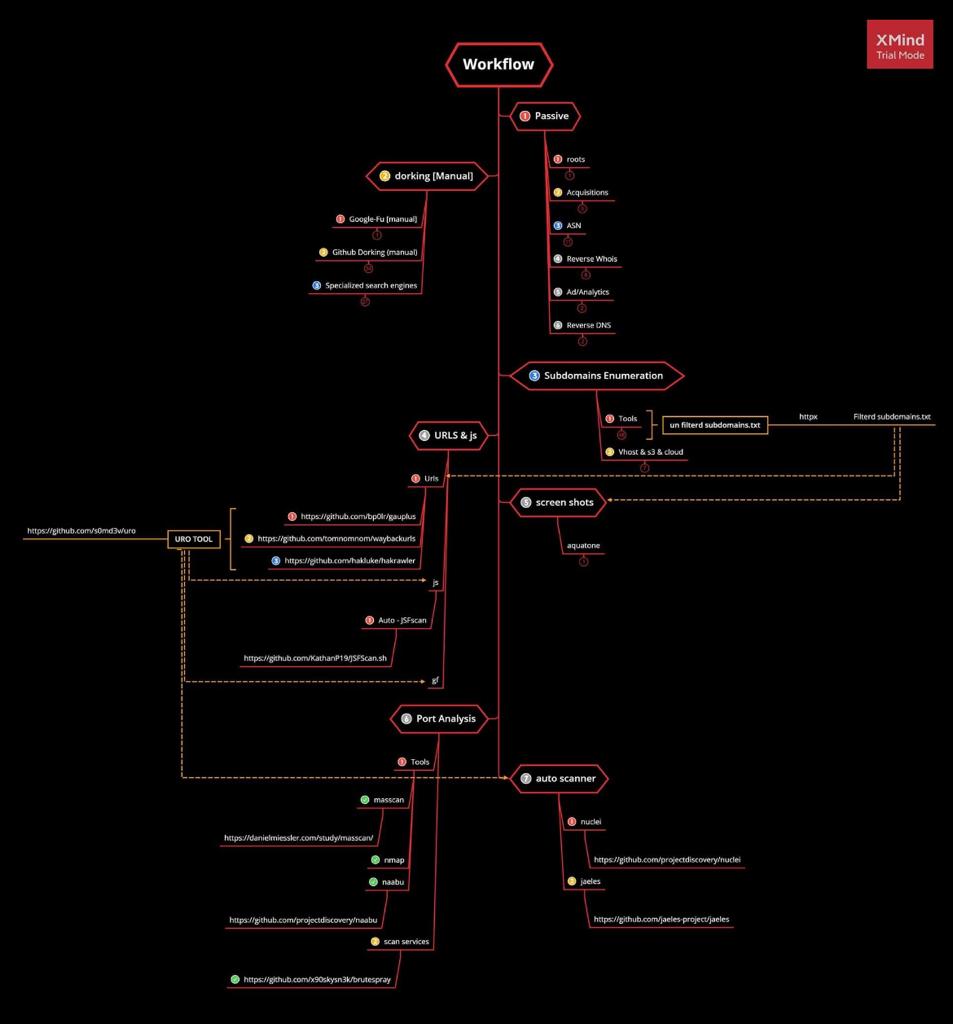 XMind
Trial Mode
Workflow
1 Passive
1 roots
1
2 Acquisitions
3 ASN
4 Reverse Whois
5 Ad/Analytics
2
6 Reverse DNS
2
2 dorking [Manual]
1 Google-Fu [manual]
1
2 Github Dorking (manual)
3 Specialized search engines
3 Subdomains Enumeration
1 Tools
un filterd subdomains.txt
httpx
Filterd subdomains.txt
2 Vhost & s3 & cloud
7
4 URLS & js
1 Urls
1 https://github.com/bp0lr/gauplus
2 https://github.com/tomnomnom/waybackurls
3 https://github.com/hakluke/hakrawler
URO TOOL
https://github.com/s0md3v/uro
js
1 Auto - JSFscan
https://github.com/KathanP19/JSFScan.sh
gf
5 screen shots
aquatone
1
6 Port Analysis
1 Tools
masscan
https://danielmiessler.com/study/masscan/
nmap
naabu
https://github.com/projectdiscovery/naabu
2 scan services
https://github.com/x90skysn3k/brutespray
7 auto scanner
1 nuclei
https://github.com/projectdiscovery/nuclei
2 jaeles
https://github.com/jaeles-project/jaeles